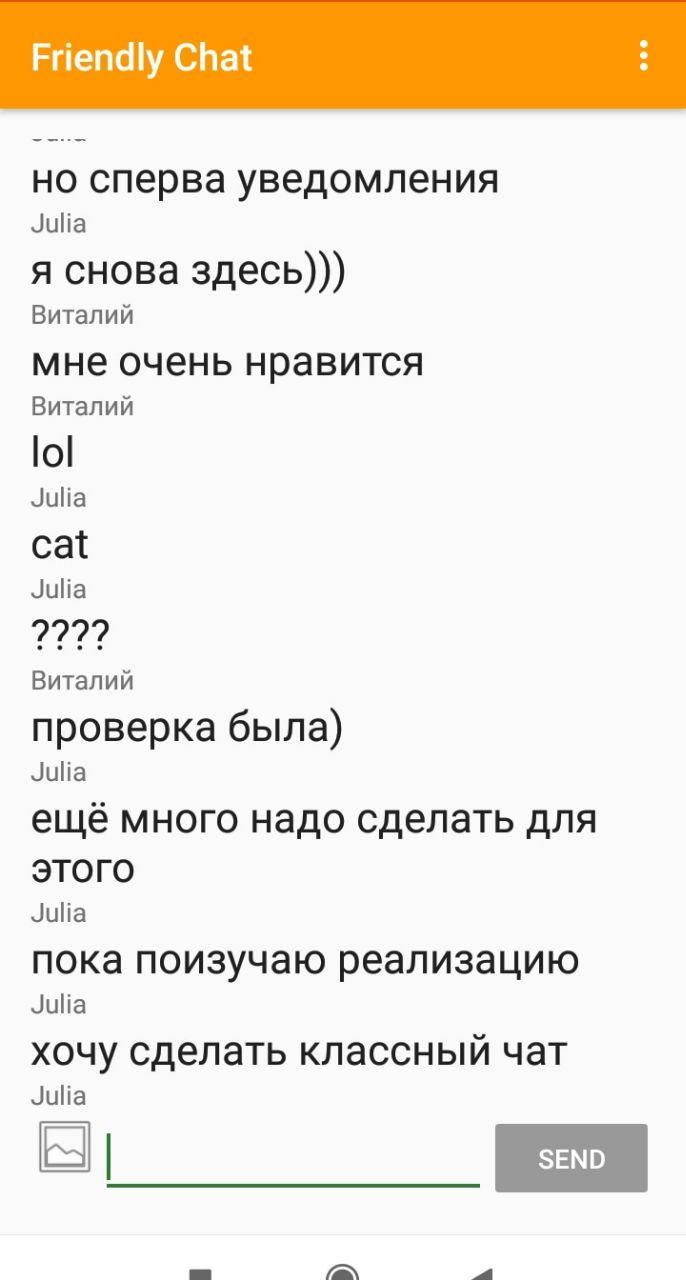 Friendly Chat
но сперва уведомления
Julia
я снова здесь)))
Виталий
мне очень нравится
Виталий
lol
Julia
cat
Julia
????
Виталий
проверка была)
Julia
ещё много надо сделать для
этого
Julia
пока поизучаю реализацию
Julia
хочу сделать классный чат
Julia
SEND